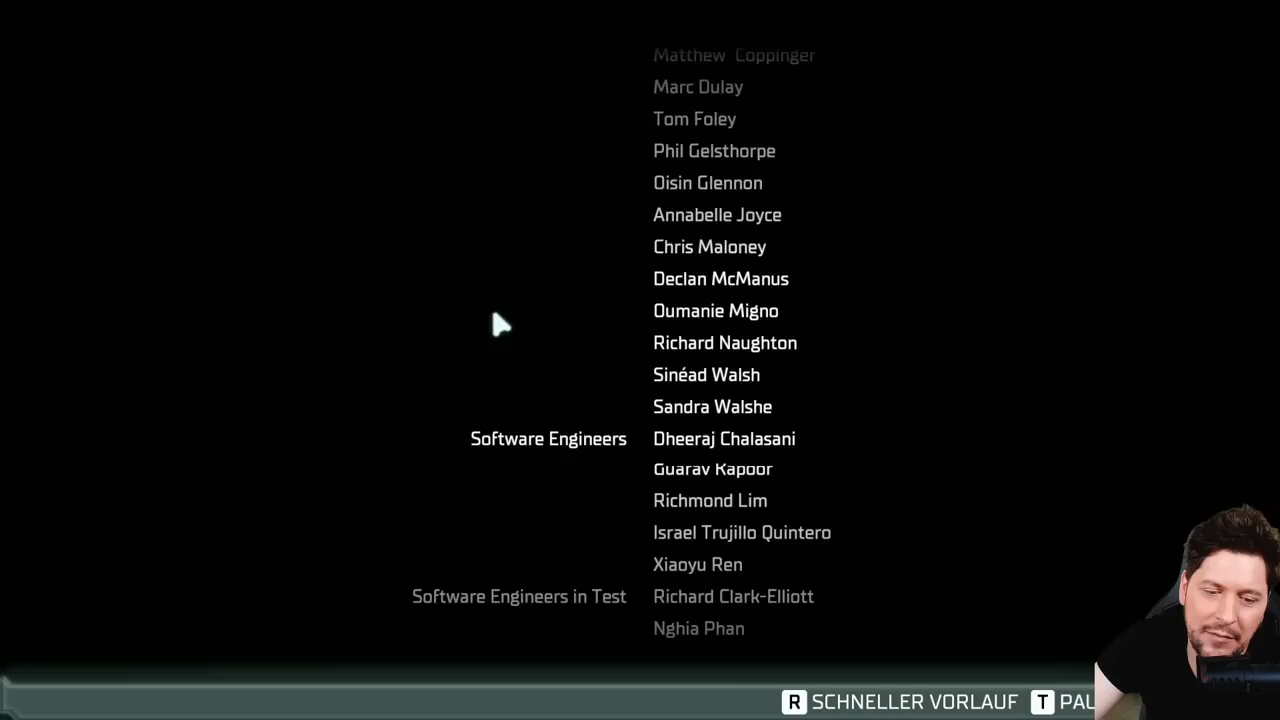 Matthew Coppinger
Marc Dulay
Tom Foley
Phil Gelsthorpe
Oisin Glennon
Annabelle Joyce
Chris Maloney
Declan McManus
Oumanie Migno
Richard Naughton
Sinéad Walsh
Sandra Walshe
Software Engineers Dheeraj Chalasani
Guarav Kapoor
Richmond Lim
Israel Trujillo Quintero
Xiaoyu Ren
Software Engineers in Test Richard Clark-Elliott
Nghia Phan
R SCHNELLER VORLAUF T PAU